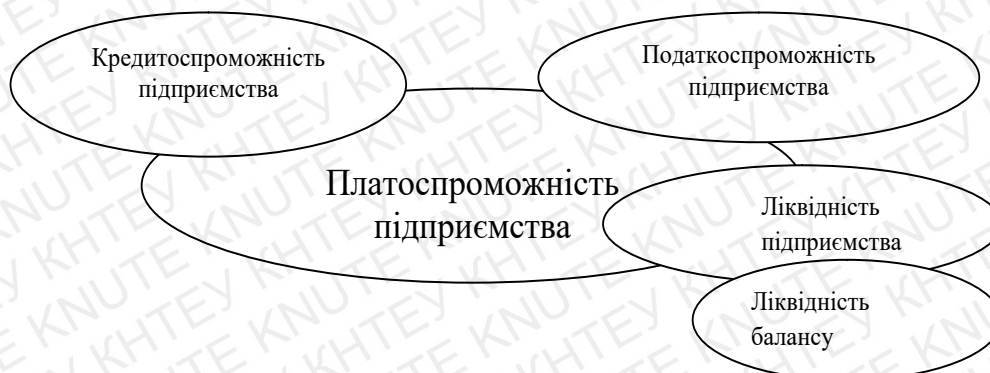 Кредитоспроможність
підприємства
Податкоспроможність
підприємства
Платоспроможність
підприємства
Ліквідність
підприємства
Ліквідність
балансу